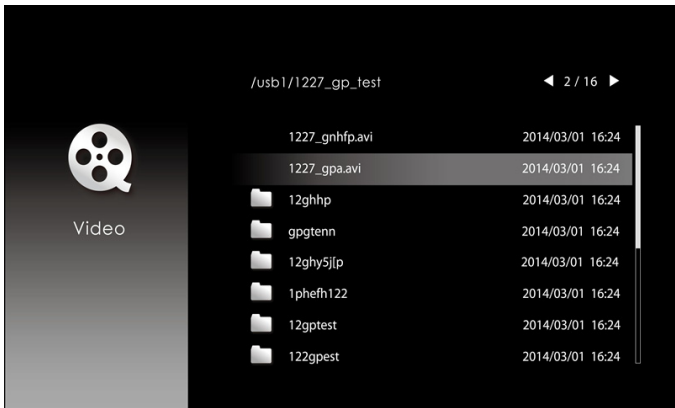 /usb1/1227_gp_test ◀ 2 / 16 ▶
1227_gnhfp.avi 2014/03/01 16:24
1227_gpa.avi 2014/03/01 16:24
12ghhp 2014/03/01 16:24
Video
gpgtenn 2014/03/01 16:24
12ghy5j[p 2014/03/01 16:24
1phefh122 2014/03/01 16:24
12gptest 2014/03/01 16:24
122gpest 2014/03/01 16:24